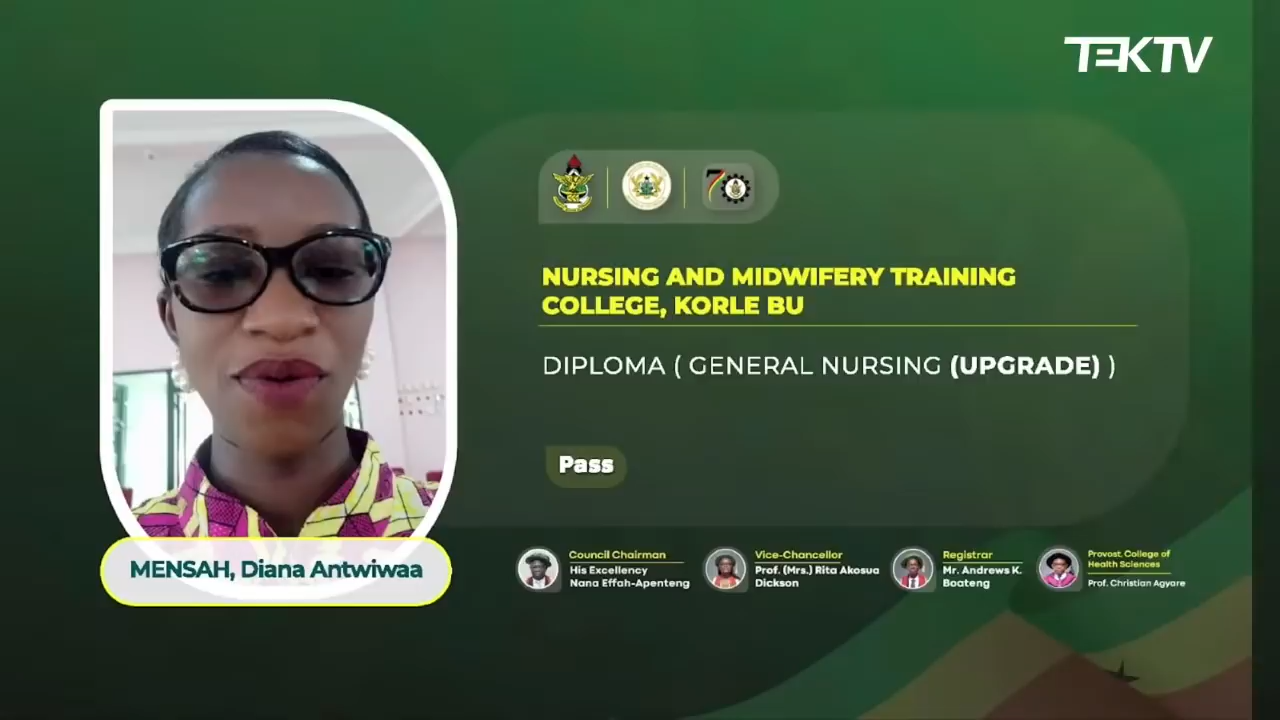 TEKTV
NURSING AND MIDWIFERY TRAINING
COLLEGE, KORLE BU
DIPLOMA ( GENERAL NURSING (UPGRADE) )
Pass
MENSAH, Diana Antwiwaa
Council Chairman
His Excellency
Nana Effah-Apenteng
Vice-Chancellor
Prof. (Mrs.) Rita Akosua
Dickson
Registrar
Mr. Andrews K.
Boateng
Provost, College of
Health Sciences
Prof. Christian Agyare